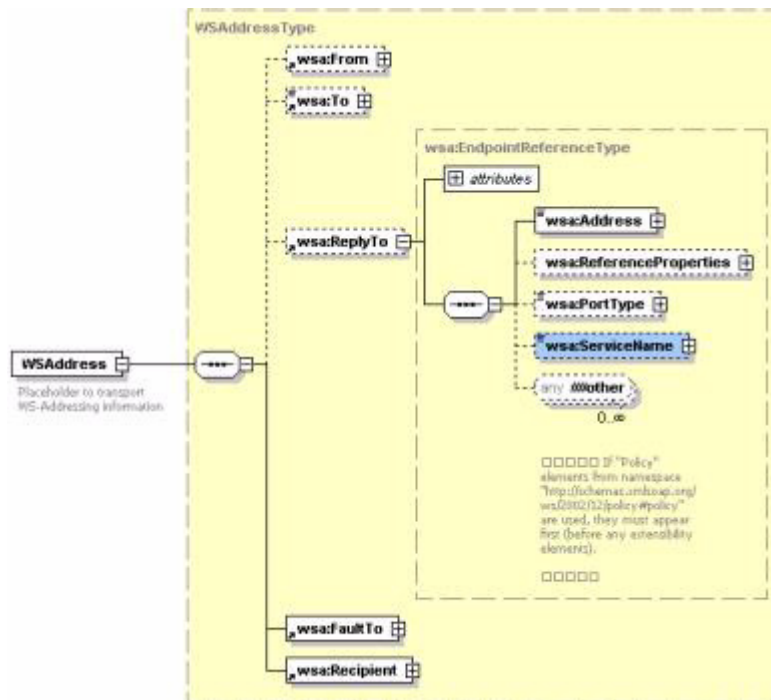 WSAddressType
wsa:From
wsa:To
wsa:EndpointReferenceType
attributes
wsa:Address
wsa:ReplyTo
wsa:ReferenceProperties
wsa:PortType
wsa:ServiceName
WSAddress
Placeholder to transport
WS-Addressing information
any ##other
0..∞
If "Policy"
elements from namespace
"http://schemas.xmlsoap.org/
ws/2002/12/policy#policy"
are used, they must appear
first (before any extensibility
elements).
wsa:FaultTo
wsa:Recipient